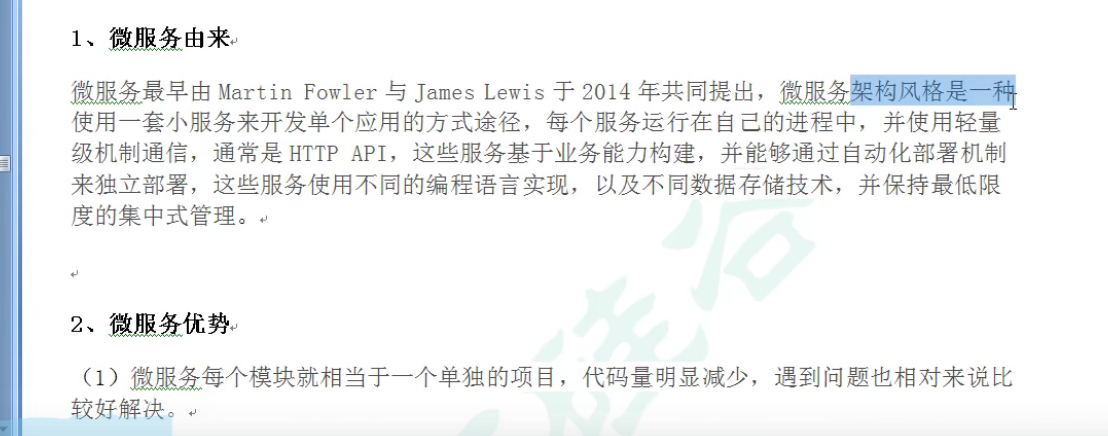 1、微服务由来
微服务最早由 Martin Fowler 与 James Lewis 于 2014 年共同提出，微服务架构风格是一种
使用一套小服务来开发单个应用的方式途径，每个服务运行在自己的进程中，并使用轻量
级机制通信，通常是 HTTP API，这些服务基于业务能力构建，并能够通过自动化部署机制
来独立部署，这些服务使用不同的编程语言实现，以及不同数据存储技术，并保持最低限
度的集中式管理。
2、微服务优势
（1）微服务每个模块就相当于一个单独的项目，代码量明显减少，遇到问题也相对来说比
较好解决。